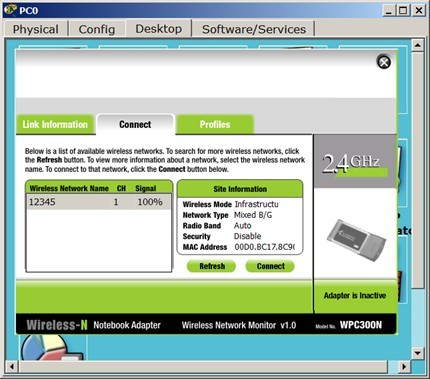 PC0
Physical Config Desktop Software/Services
Link Information Connect Profiles
Below is a list of available wireless networks. To search for more wireless networks, click
the Refresh button. To view more information about a network, select the wireless network
name. To connect to that network, click the Connect button below.
2.4GHz
Wireless Network Name CH Signal
12345 1 100%
Site Information
Wireless Mode Infrastructu
Network Type Mixed B/G
Radio Band Auto
Security Disable
MAC Address 00D0.BC17.8C9(
Refresh Connect
Adapter is Inactive
Wireless-N Notebook Adapter Wireless Network Monitor v1.0 Model No. WPC300N